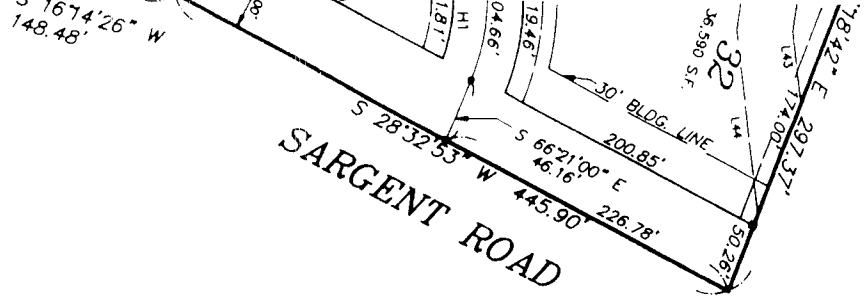 S 16°14'26" W
148.48'
S 28°32'53" W 445.90'
SARGENT ROAD
226.78'
S 66°21'00" E
46.16'
200.85'
30' BLDG. LINE
32
36,590 S.F.
L43
L44
174.00'
18'42" E 297.37'
50.26'
19.46'
04.66'
H1
1.81'